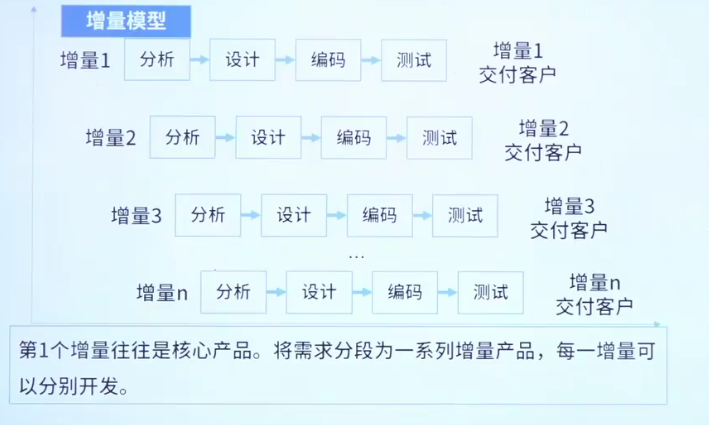 增量模型
增量1 分析 设计 编码 测试 增量1
交付客户
增量2 分析 设计 编码 测试 增量2
交付客户
增量3 分析 设计 编码 测试 增量3
交付客户
...
增量n 分析 设计 编码 测试 增量n
交付客户
第1个增量往往是核心产品。将需求分段为一系列增量产品，每一增量可
以分别开发。